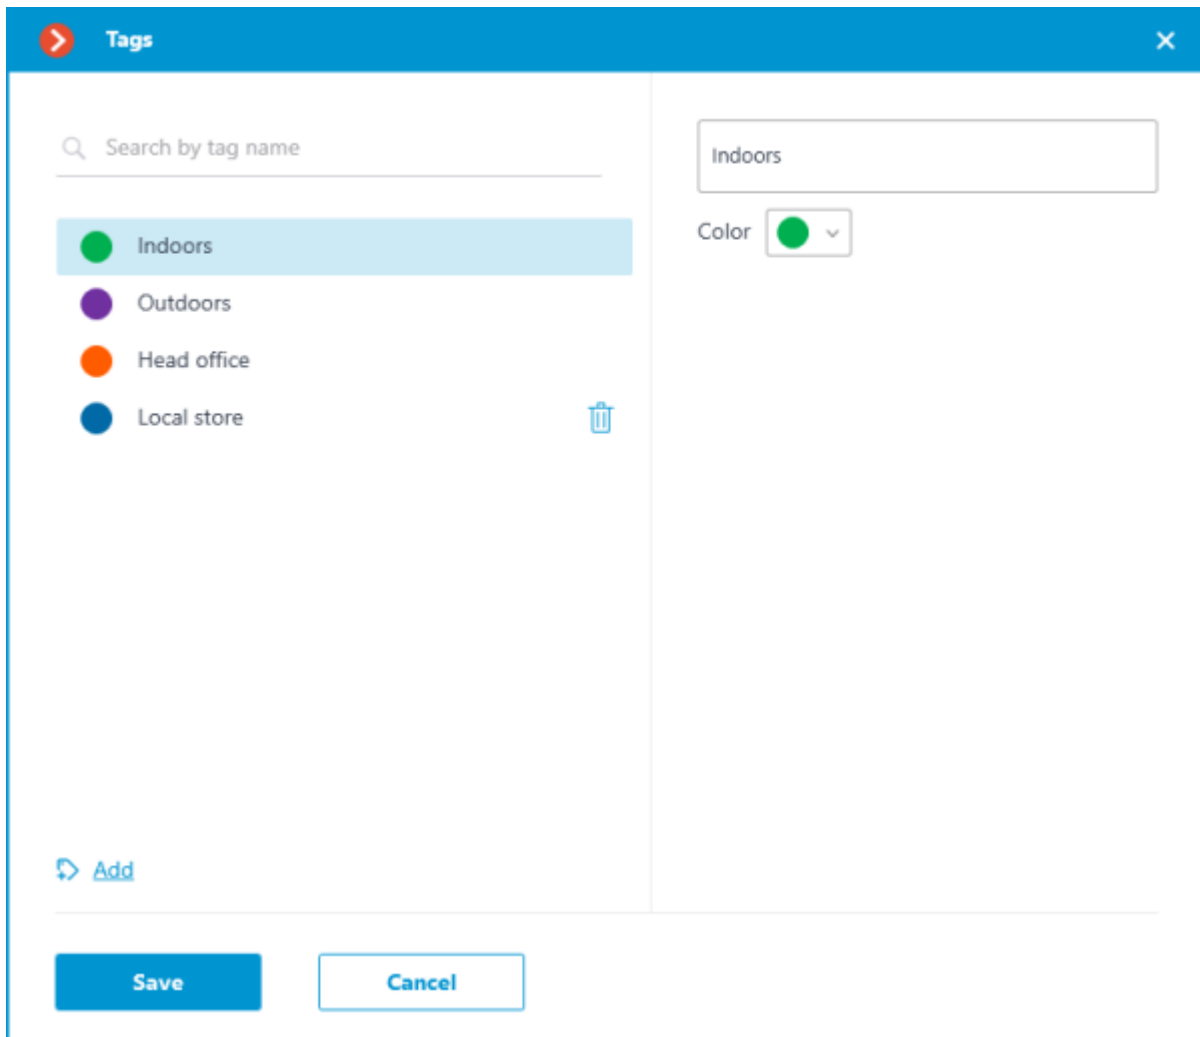 Tags
Search by tag name
Indoors
Outdoors
Head office
Local store
Add
Indoors
Color
Save
Cancel